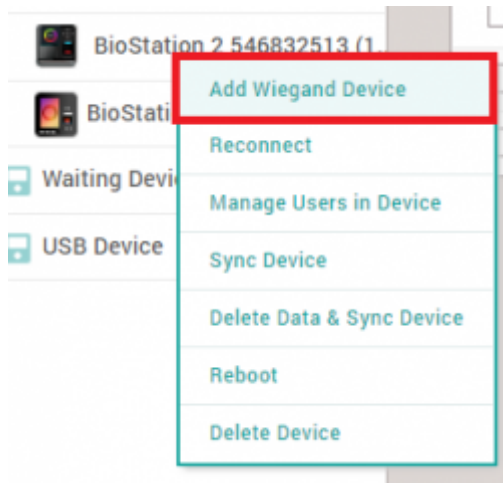 BioStation 2 546832513 (1..
Add Wiegand Device
BioStati
Reconnect
Waiting Devi
Manage Users in Device
USB Device
Sync Device
Delete Data & Sync Device
Reboot
Delete Device